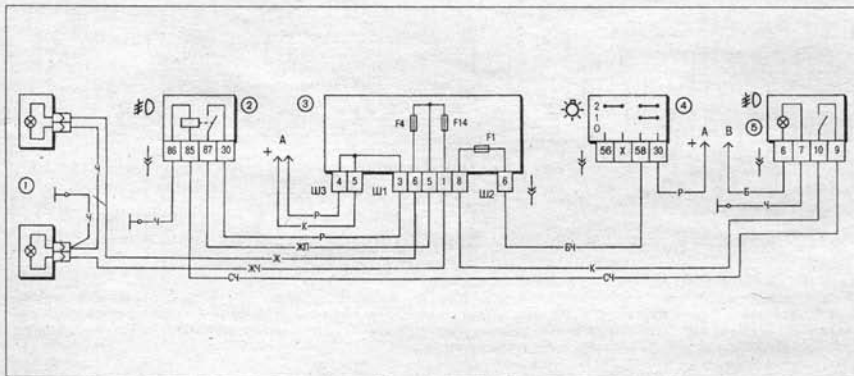 1
Ч
Ч
Ч
2
86 85 87 30
Ч
3
+ A
F4 F14
F1
Ш3 4 5 Ш1 3 6 5 1 8 Ш2 6
Р
К
Р
ЖП
Ж
ЖЧ
СЧ
БЧ
К
СЧ
4
2
1
0
56 X 58 30
Р
+ A B
Б
Ч
5
6 7 10 9